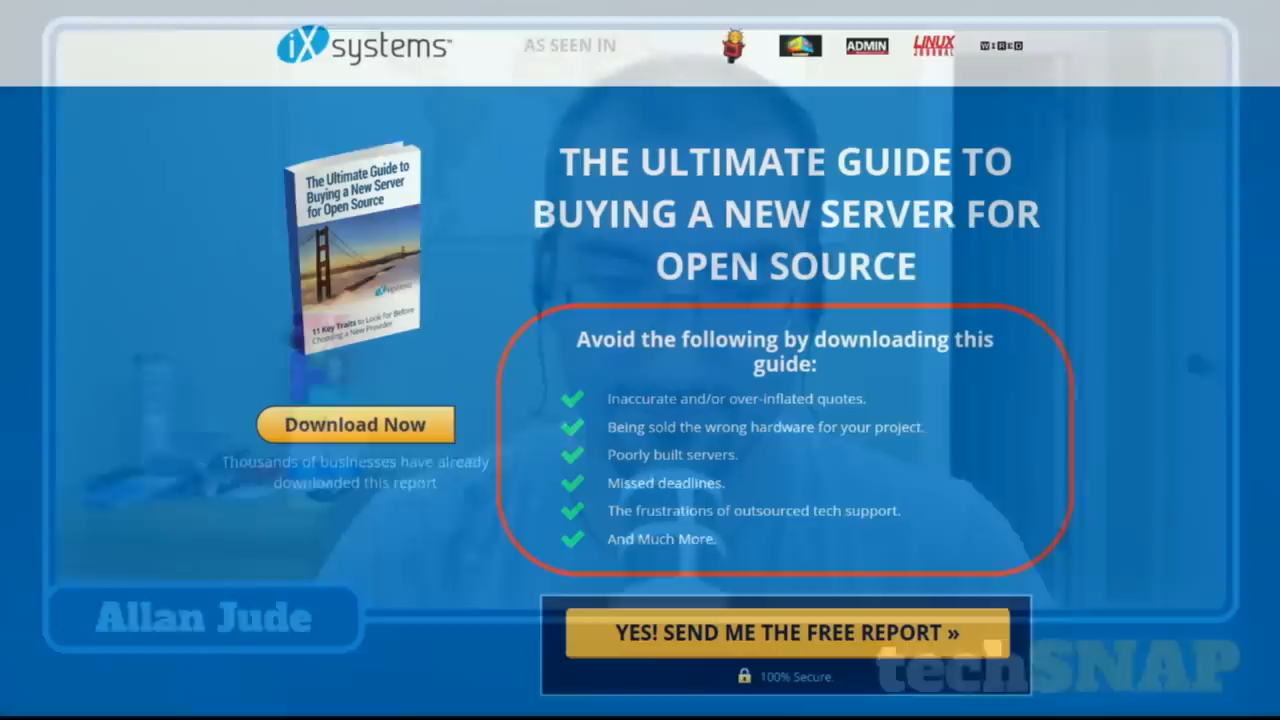 iXsystems™
AS SEEN IN
ADMIN
LINUX
JOURNAL
WIRED
The Ultimate Guide to
Buying a New Server
for Open Source
iXsystems
11 Key Traits to Look for Before
Choosing a New Provider
THE ULTIMATE GUIDE TO
BUYING A NEW SERVER FOR
OPEN SOURCE
Avoid the following by downloading this
guide:
Inaccurate and/or over-inflated quotes.
Being sold the wrong hardware for your project.
Poorly built servers.
Missed deadlines.
The frustrations of outsourced tech support.
And Much More.
Download Now
Thousands of businesses have already
downloaded this report
YES! SEND ME THE FREE REPORT »
100% Secure.
Allan Jude
techSNAP